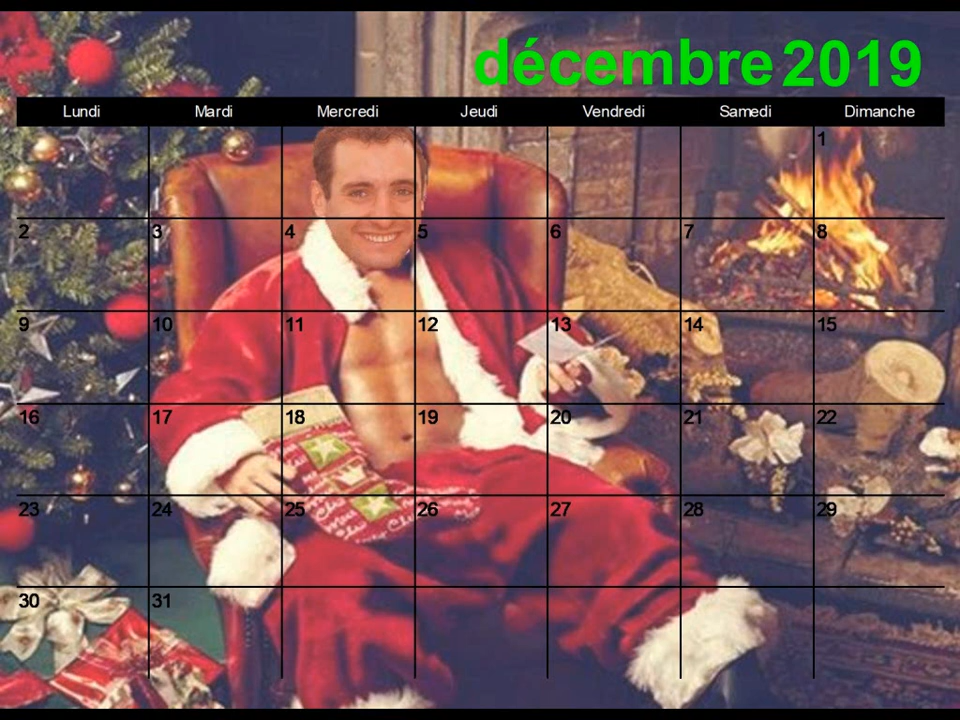 décembre 2019
Lundi Mardi Mercredi Jeudi Vendredi Samedi Dimanche
1
2 3 4 5 6 7 8
9 10 11 12 13 14 15
16 17 18 19 20 21 22
23 24 25 26 27 28 29
30 31